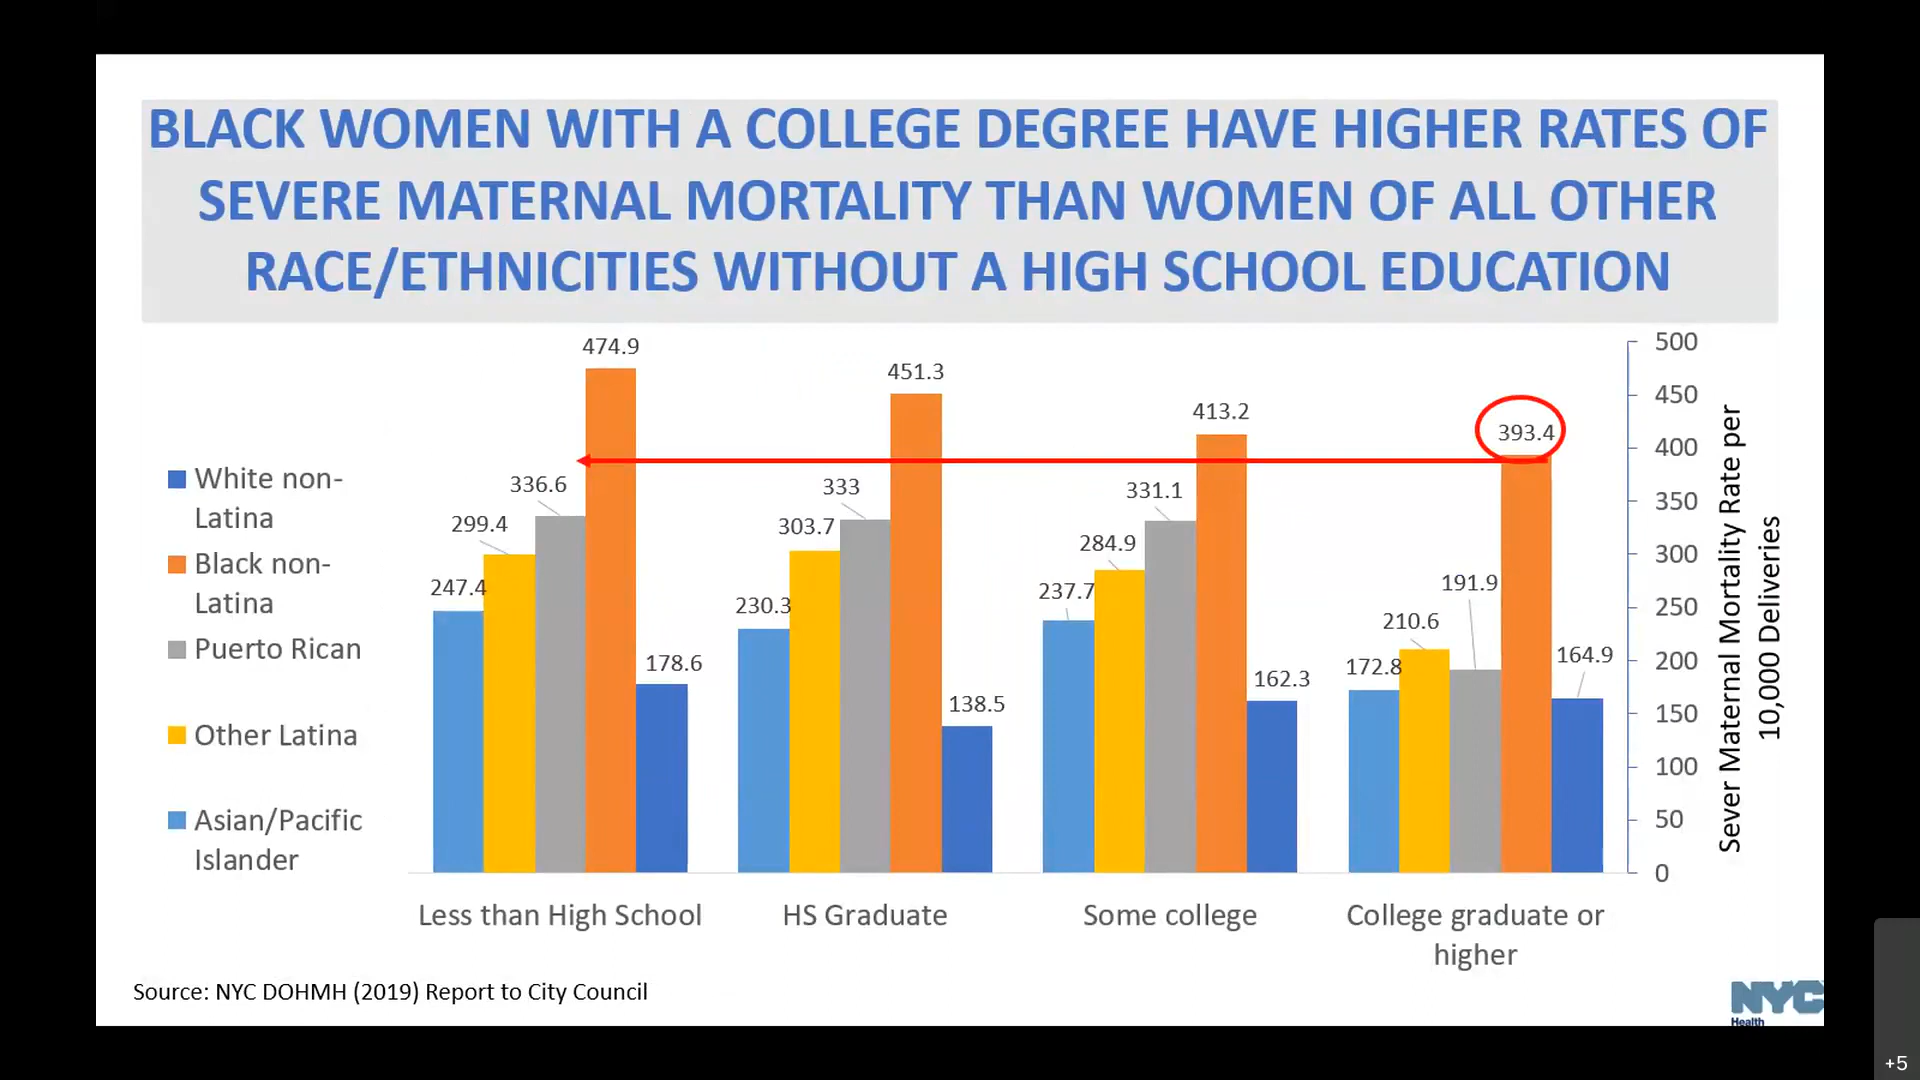 BLACK WOMEN WITH A COLLEGE DEGREE HAVE HIGHER RATES OF
SEVERE MATERNAL MORTALITY THAN WOMEN OF ALL OTHER
RACE/ETHNICITIES WITHOUT A HIGH SCHOOL EDUCATION
White non-
Latina
Black non-
Latina
Puerto Rican
Other Latina
Asian/Pacific
Islander
247.4
299.4
336.6
474.9
178.6
230.3
303.7
333
451.3
138.5
237.7
284.9
331.1
413.2
162.3
172.8
210.6
191.9
393.4
164.9
500
450
400
350
300
250
200
150
100
50
0
Sever Maternal Mortality Rate per
10,000 Deliveries
Less than High School
HS Graduate
Some college
College graduate or
higher
Source: NYC DOHMH (2019) Report to City Council
NYC
Health
+5